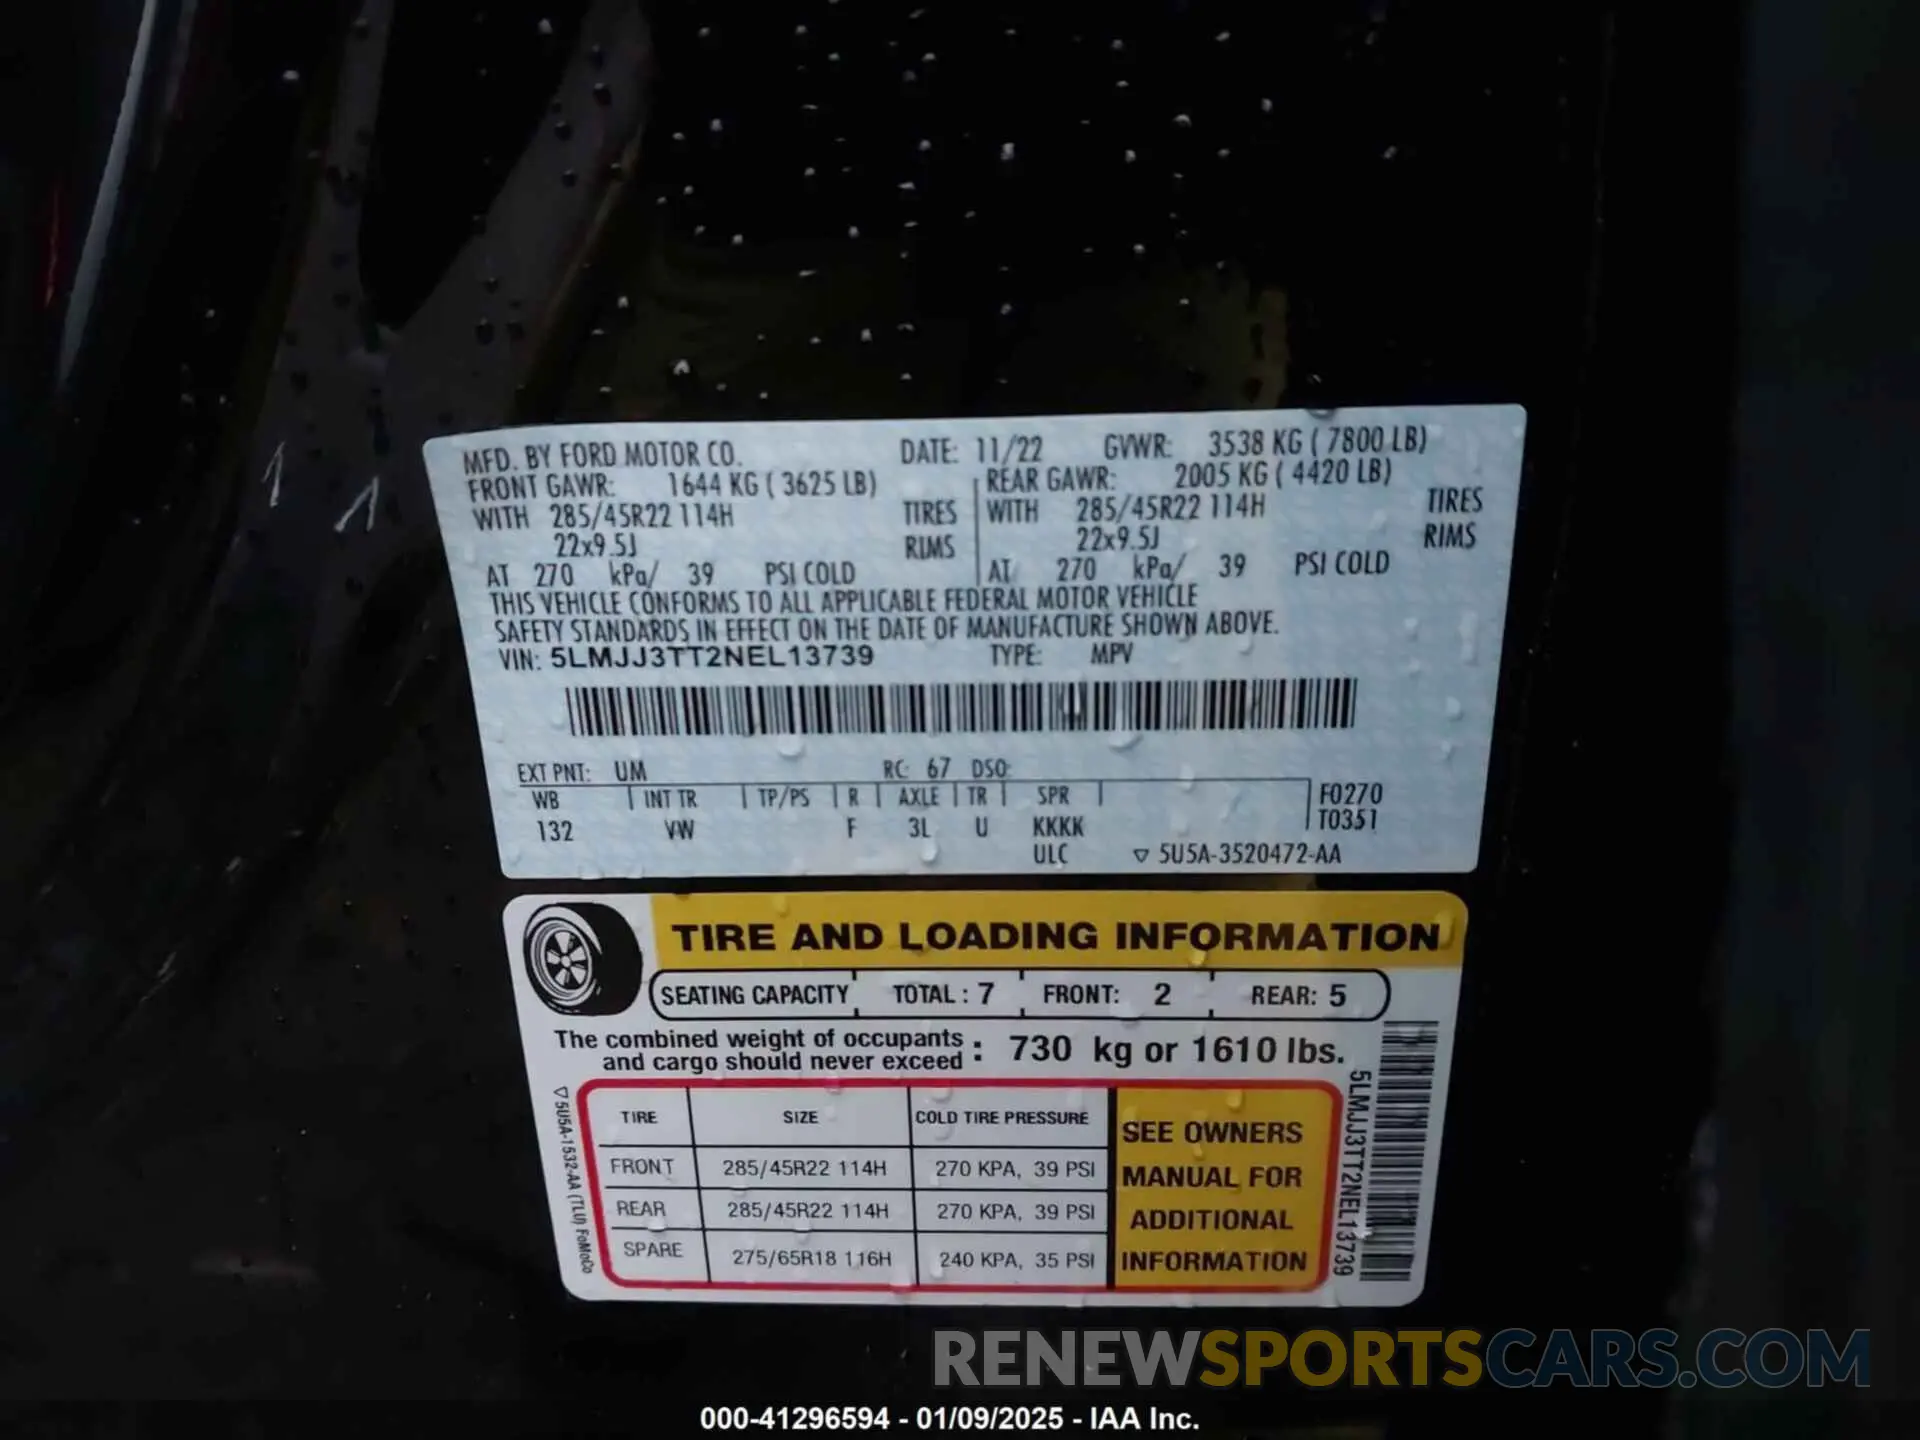 MFD. BY FORD MOTOR CO. DATE: 11/22 GVWR: 3538 KG ( 7800 LB)
FRONT GAWR: 1644 KG ( 3625 LB) REAR GAWR: 2005 KG ( 4420 LB)
WITH 285/45R22 114H TIRES WITH 285/45R22 114H TIRES
22x9.5J RIMS 22x9.5J RIMS
AT 270 kPa/ 39 PSI COLD AT 270 kPa/ 39 PSI COLD
THIS VEHICLE CONFORMS TO ALL APPLICABLE FEDERAL MOTOR VEHICLE
SAFETY STANDARDS IN EFFECT ON THE DATE OF MANUFACTURE SHOWN ABOVE.
VIN: 5LMJJ3TT2NEL13739 TYPE: MPV
EXT PNT: UM RC: 67 DSO:
WB INT TR TP/PS R AXLE TR SPR F0270
132 VW F 3L U KKKK T0351
ULC 5U5A-3520472-AA
TIRE AND LOADING INFORMATION
SEATING CAPACITY TOTAL : 7 FRONT: 2 REAR: 5
The combined weight of occupants
and cargo should never exceed : 730 kg or 1610 lbs.
TIRE SIZE COLD TIRE PRESSURE
FRONT 285/45R22 114H 270 KPA, 39 PSI
REAR 285/45R22 114H 270 KPA, 39 PSI
SPARE 275/65R18 116H 240 KPA, 35 PSI
SEE OWNERS
MANUAL FOR
ADDITIONAL
INFORMATION
5U5A-1532-AA (TLU) FoMoCo
5LMJJ3TT2NEL13739
RENEWSPORTSCARS.COM
000-41296594 - 01/09/2025 - IAA Inc.